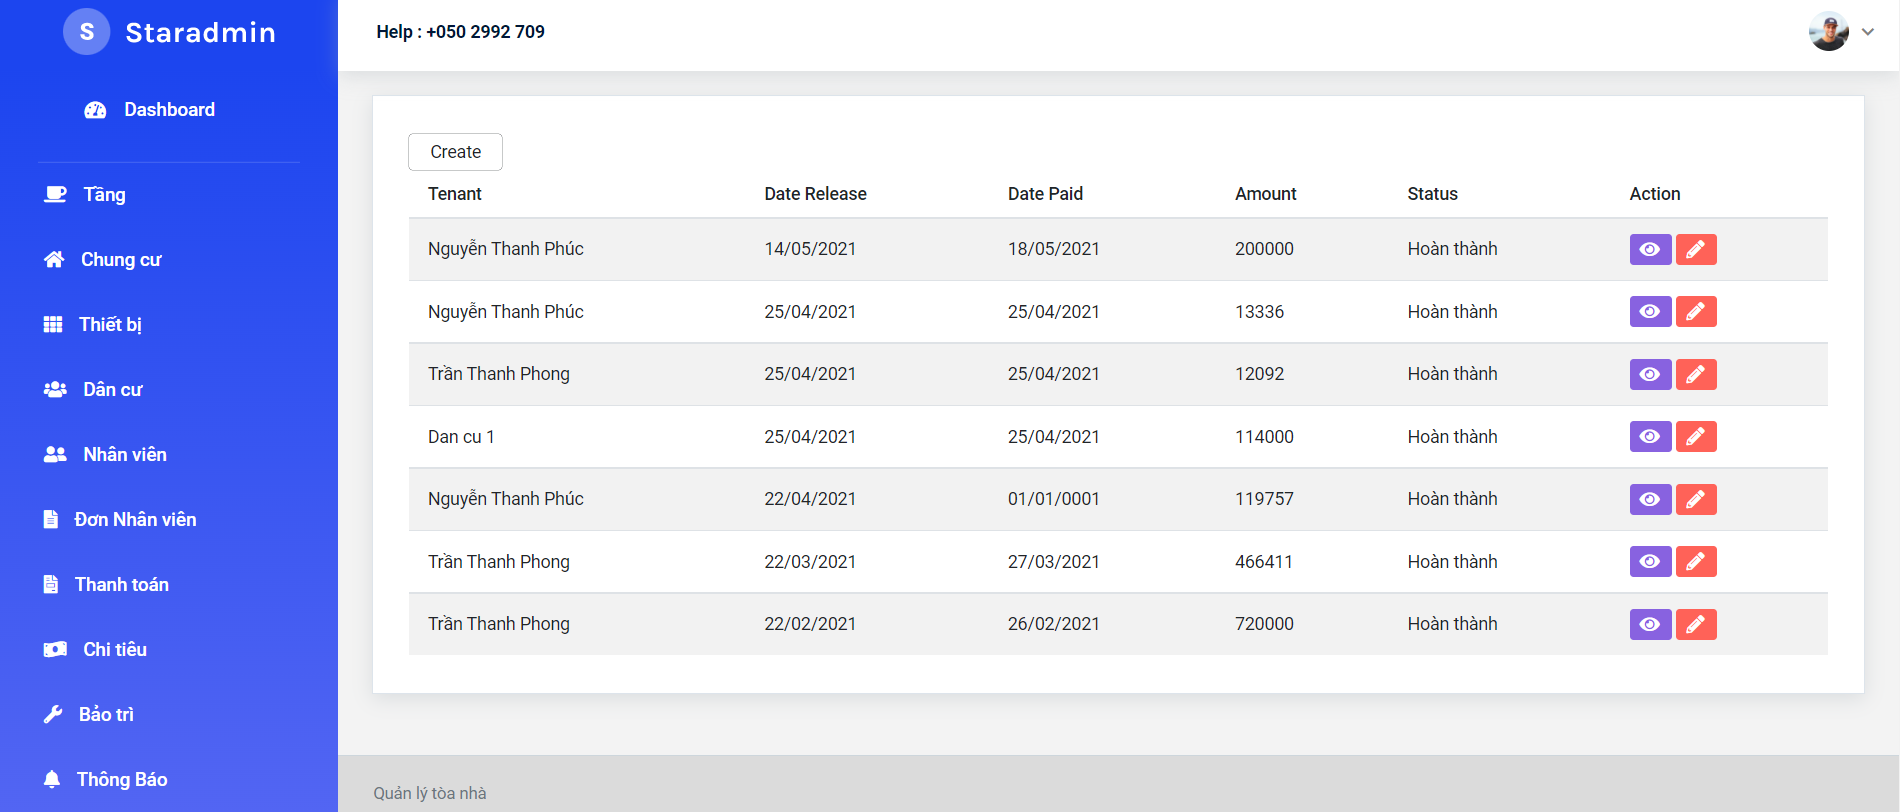 S Staradmin
Help : +050 2992 709
Dashboard
Tầng
Chung cư
Thiết bị
Dân cư
Nhân viên
Đơn Nhân viên
Thanh toán
Chi tiêu
Bảo trì
Thông Báo
Create
Tenant Date Release Date Paid Amount Status Action
Nguyễn Thanh Phúc 14/05/2021 18/05/2021 200000 Hoàn thành
Nguyễn Thanh Phúc 25/04/2021 25/04/2021 13336 Hoàn thành
Trần Thanh Phong 25/04/2021 25/04/2021 12092 Hoàn thành
Dan cu 1 25/04/2021 25/04/2021 114000 Hoàn thành
Nguyễn Thanh Phúc 22/04/2021 01/01/0001 119757 Hoàn thành
Trần Thanh Phong 22/03/2021 27/03/2021 466411 Hoàn thành
Trần Thanh Phong 22/02/2021 26/02/2021 720000 Hoàn thành
Quản lý tòa nhà